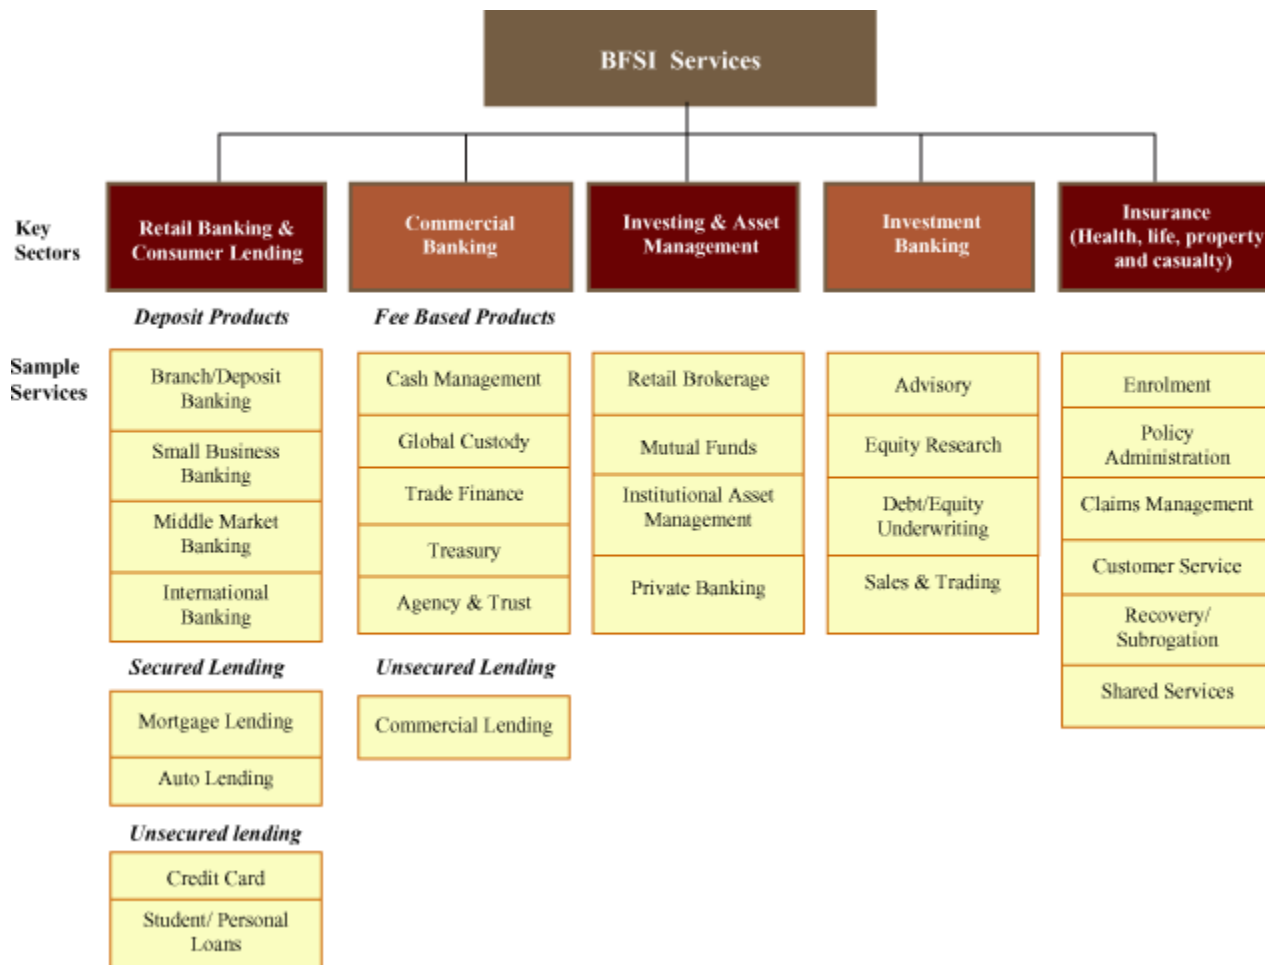 BFSI Services
Key
Sectors
Retail Banking &
Consumer Lending
Commercial
Banking
Investing & Asset
Management
Investment
Banking
Insurance
(Health, life, property
and casualty)
Sample
Services
Deposit Products
Branch/Deposit
Banking
Small Business
Banking
Middle Market
Banking
International
Banking
Secured Lending
Mortgage Lending
Auto Lending
Unsecured lending
Credit Card
Student/ Personal
Loans
Fee Based Products
Cash Management
Global Custody
Trade Finance
Treasury
Agency & Trust
Unsecured Lending
Commercial Lending
Retail Brokerage
Mutual Funds
Institutional Asset
Management
Private Banking
Advisory
Equity Research
Debt/Equity
Underwriting
Sales & Trading
Enrolment
Policy
Administration
Claims Management
Customer Service
Recovery/
Subrogation
Shared Services